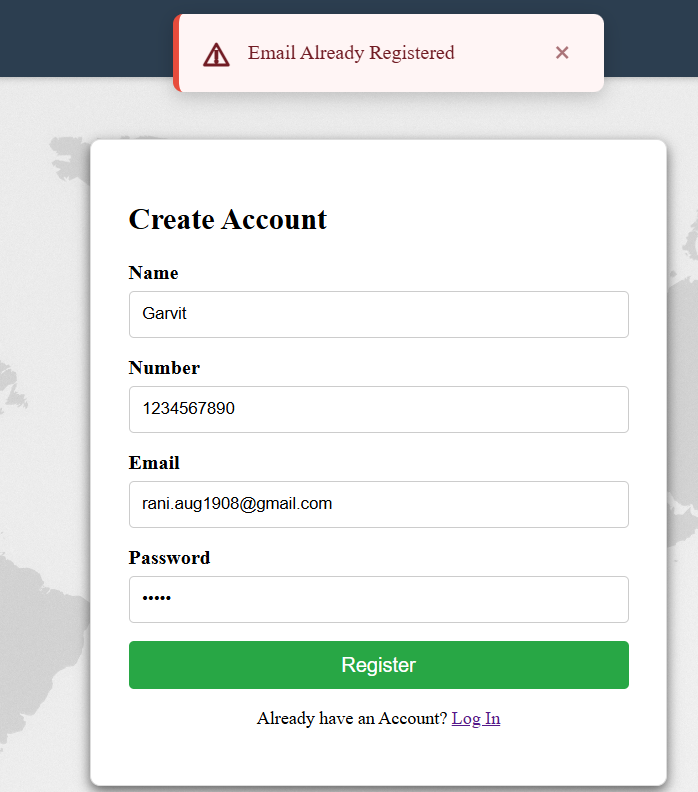 Email Already Registered ×
Create Account
Name
Garvit
Number
1234567890
Email
rani.aug1908@gmail.com
Password
•••••
Register
Already have an Account? Log In